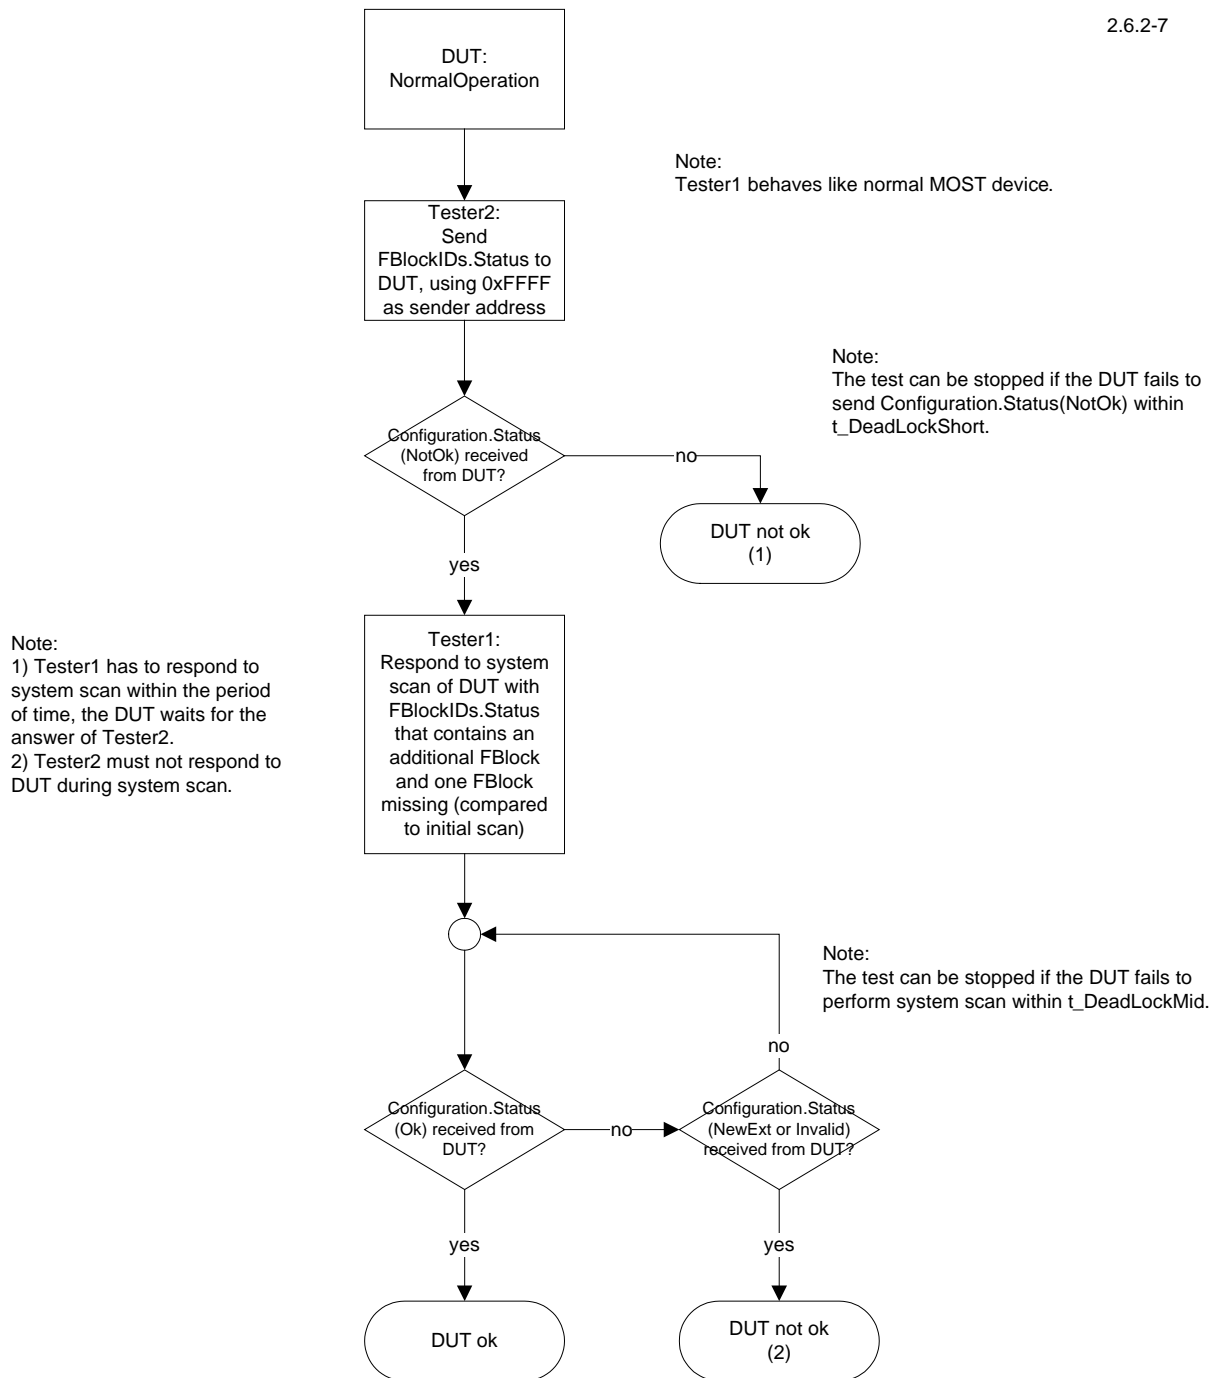 2.6.2-7
DUT:
NormalOperation
Note:
Tester1 behaves like normal MOST device.
Tester2:
Send
FBlockIDs.Status to
DUT, using 0xFFFF
as sender address
Note:
The test can be stopped if the DUT fails to
send Configuration.Status(NotOk) within
t_DeadLockShort.
Configuration.Status
(NotOk) received
from DUT?
no
DUT not ok
(1)
yes
Note:
1) Tester1 has to respond to
system scan within the period
of time, the DUT waits for the
answer of Tester2.
2) Tester2 must not respond to
DUT during system scan.
Tester1:
Respond to system
scan of DUT with
FBlockIDs.Status
that contains an
additional FBlock
and one FBlock
missing (compared
to initial scan)
Note:
The test can be stopped if the DUT fails to
perform system scan within t_DeadLockMid.
no
Configuration.Status
(Ok) received from
DUT?
no
Configuration.Status
(NewExt or Invalid)
received from DUT?
yes
yes
DUT ok
DUT not ok
(2)